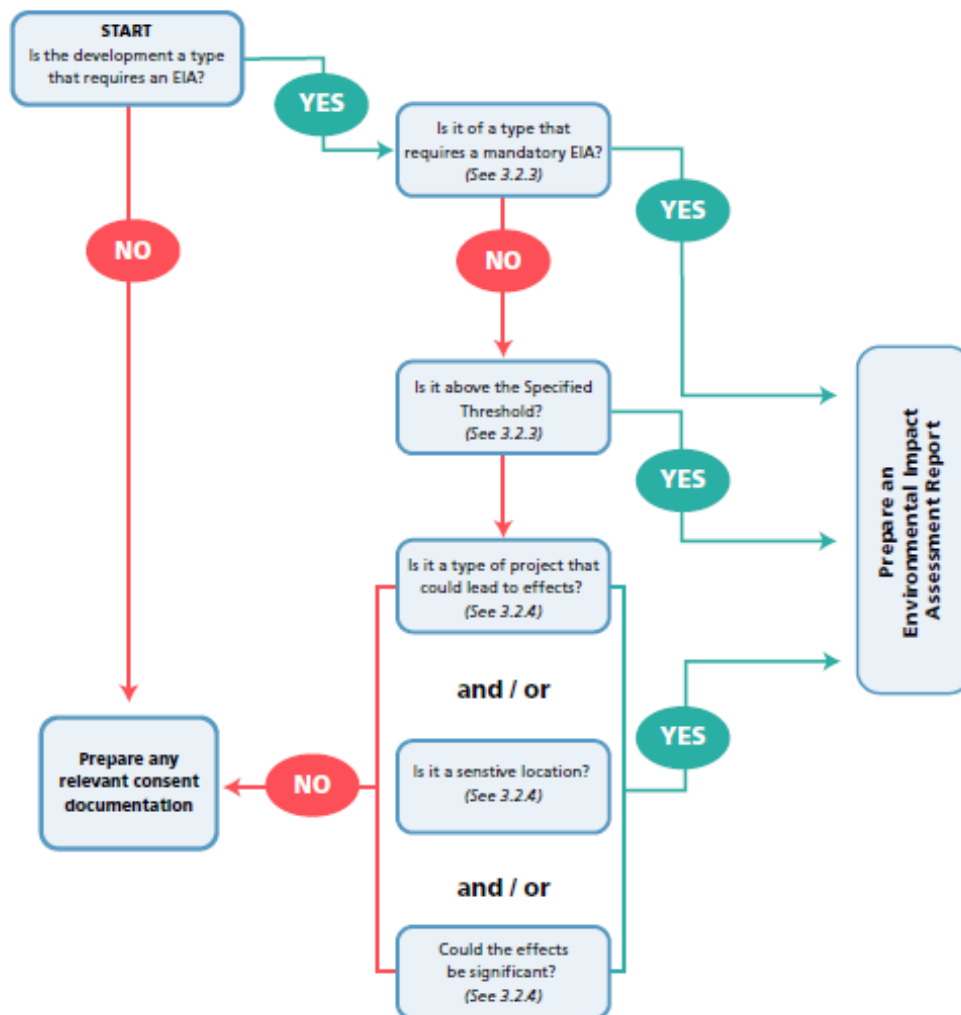 START
Is the development a type
that requires an EIA?
YES
Is it of a type that
requires a mandatory EIA?
(See 3.2.3)
YES
NO
NO
Is it above the Specified
Threshold?
(See 3.2.3)
YES
Prepare an
Environmental Impact
Assessment Report
Is it a type of project that
could lead to effects?
(See 3.2.4)
and / or
YES
Prepare any
relevant consent
documentation
NO
Is it a senstive location?
(See 3.2.4)
and / or
Could the effects
be significant?
(See 3.2.4)